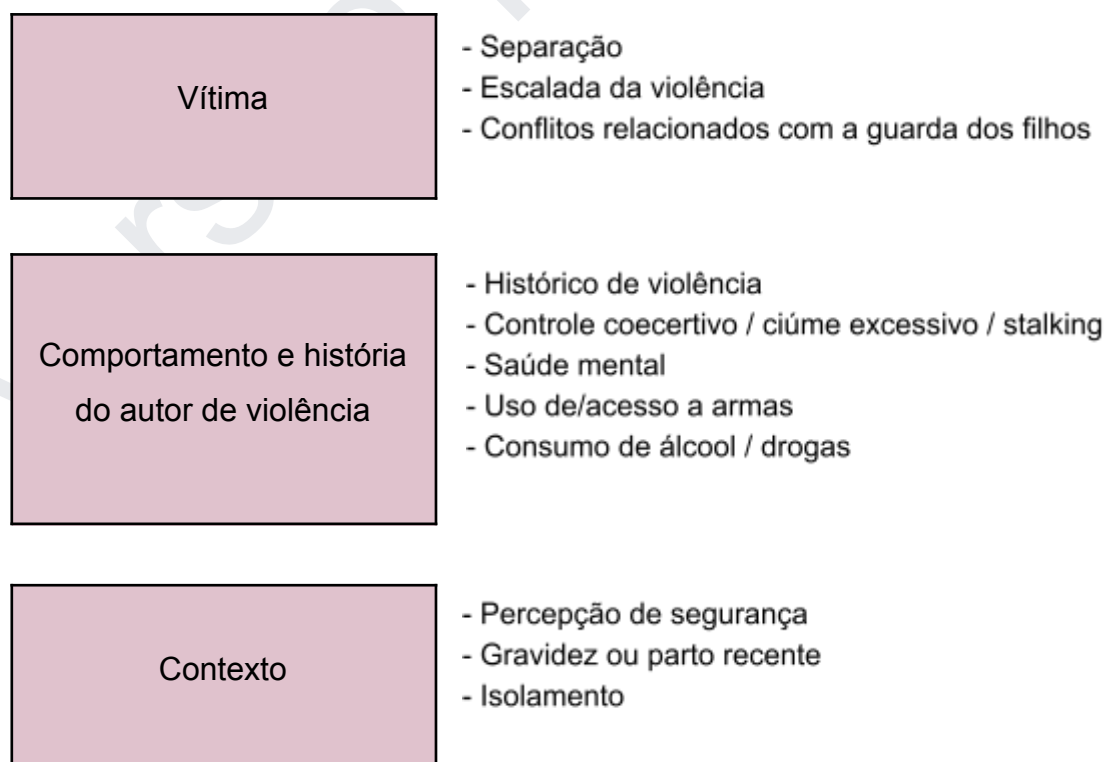 Vítima
- Separação
- Escalada da violência
- Conflitos relacionados com a guarda dos filhos
Comportamento e história
do autor de violência
- Histórico de violência
- Controle coecertivo / ciúme excessivo / stalking
- Saúde mental
- Uso de/acesso a armas
- Consumo de álcool / drogas
Contexto
- Percepção de segurança
- Gravidez ou parto recente
- Isolamento